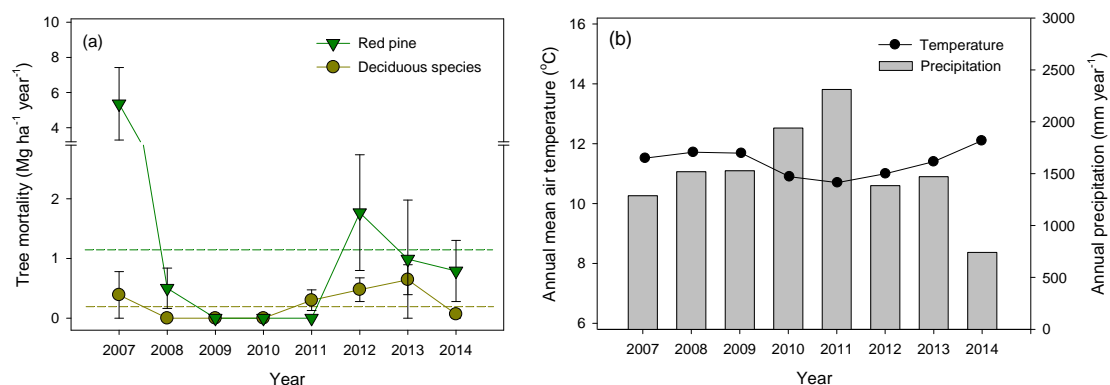 (a)
Red pine
Deciduous species
Tree mortality (Mg ha⁻¹ year⁻¹)
10
8
6
4
2
1
0
2007 2008 2009 2010 2011 2012 2013 2014
Year
(b)
Temperature
Precipitation
Annual mean air temperature (°C)
16
14
12
10
8
6
3000
2500
2000
1500
1000
500
0
Annual precipitation (mm year⁻¹)
2007 2008 2009 2010 2011 2012 2013 2014
Year